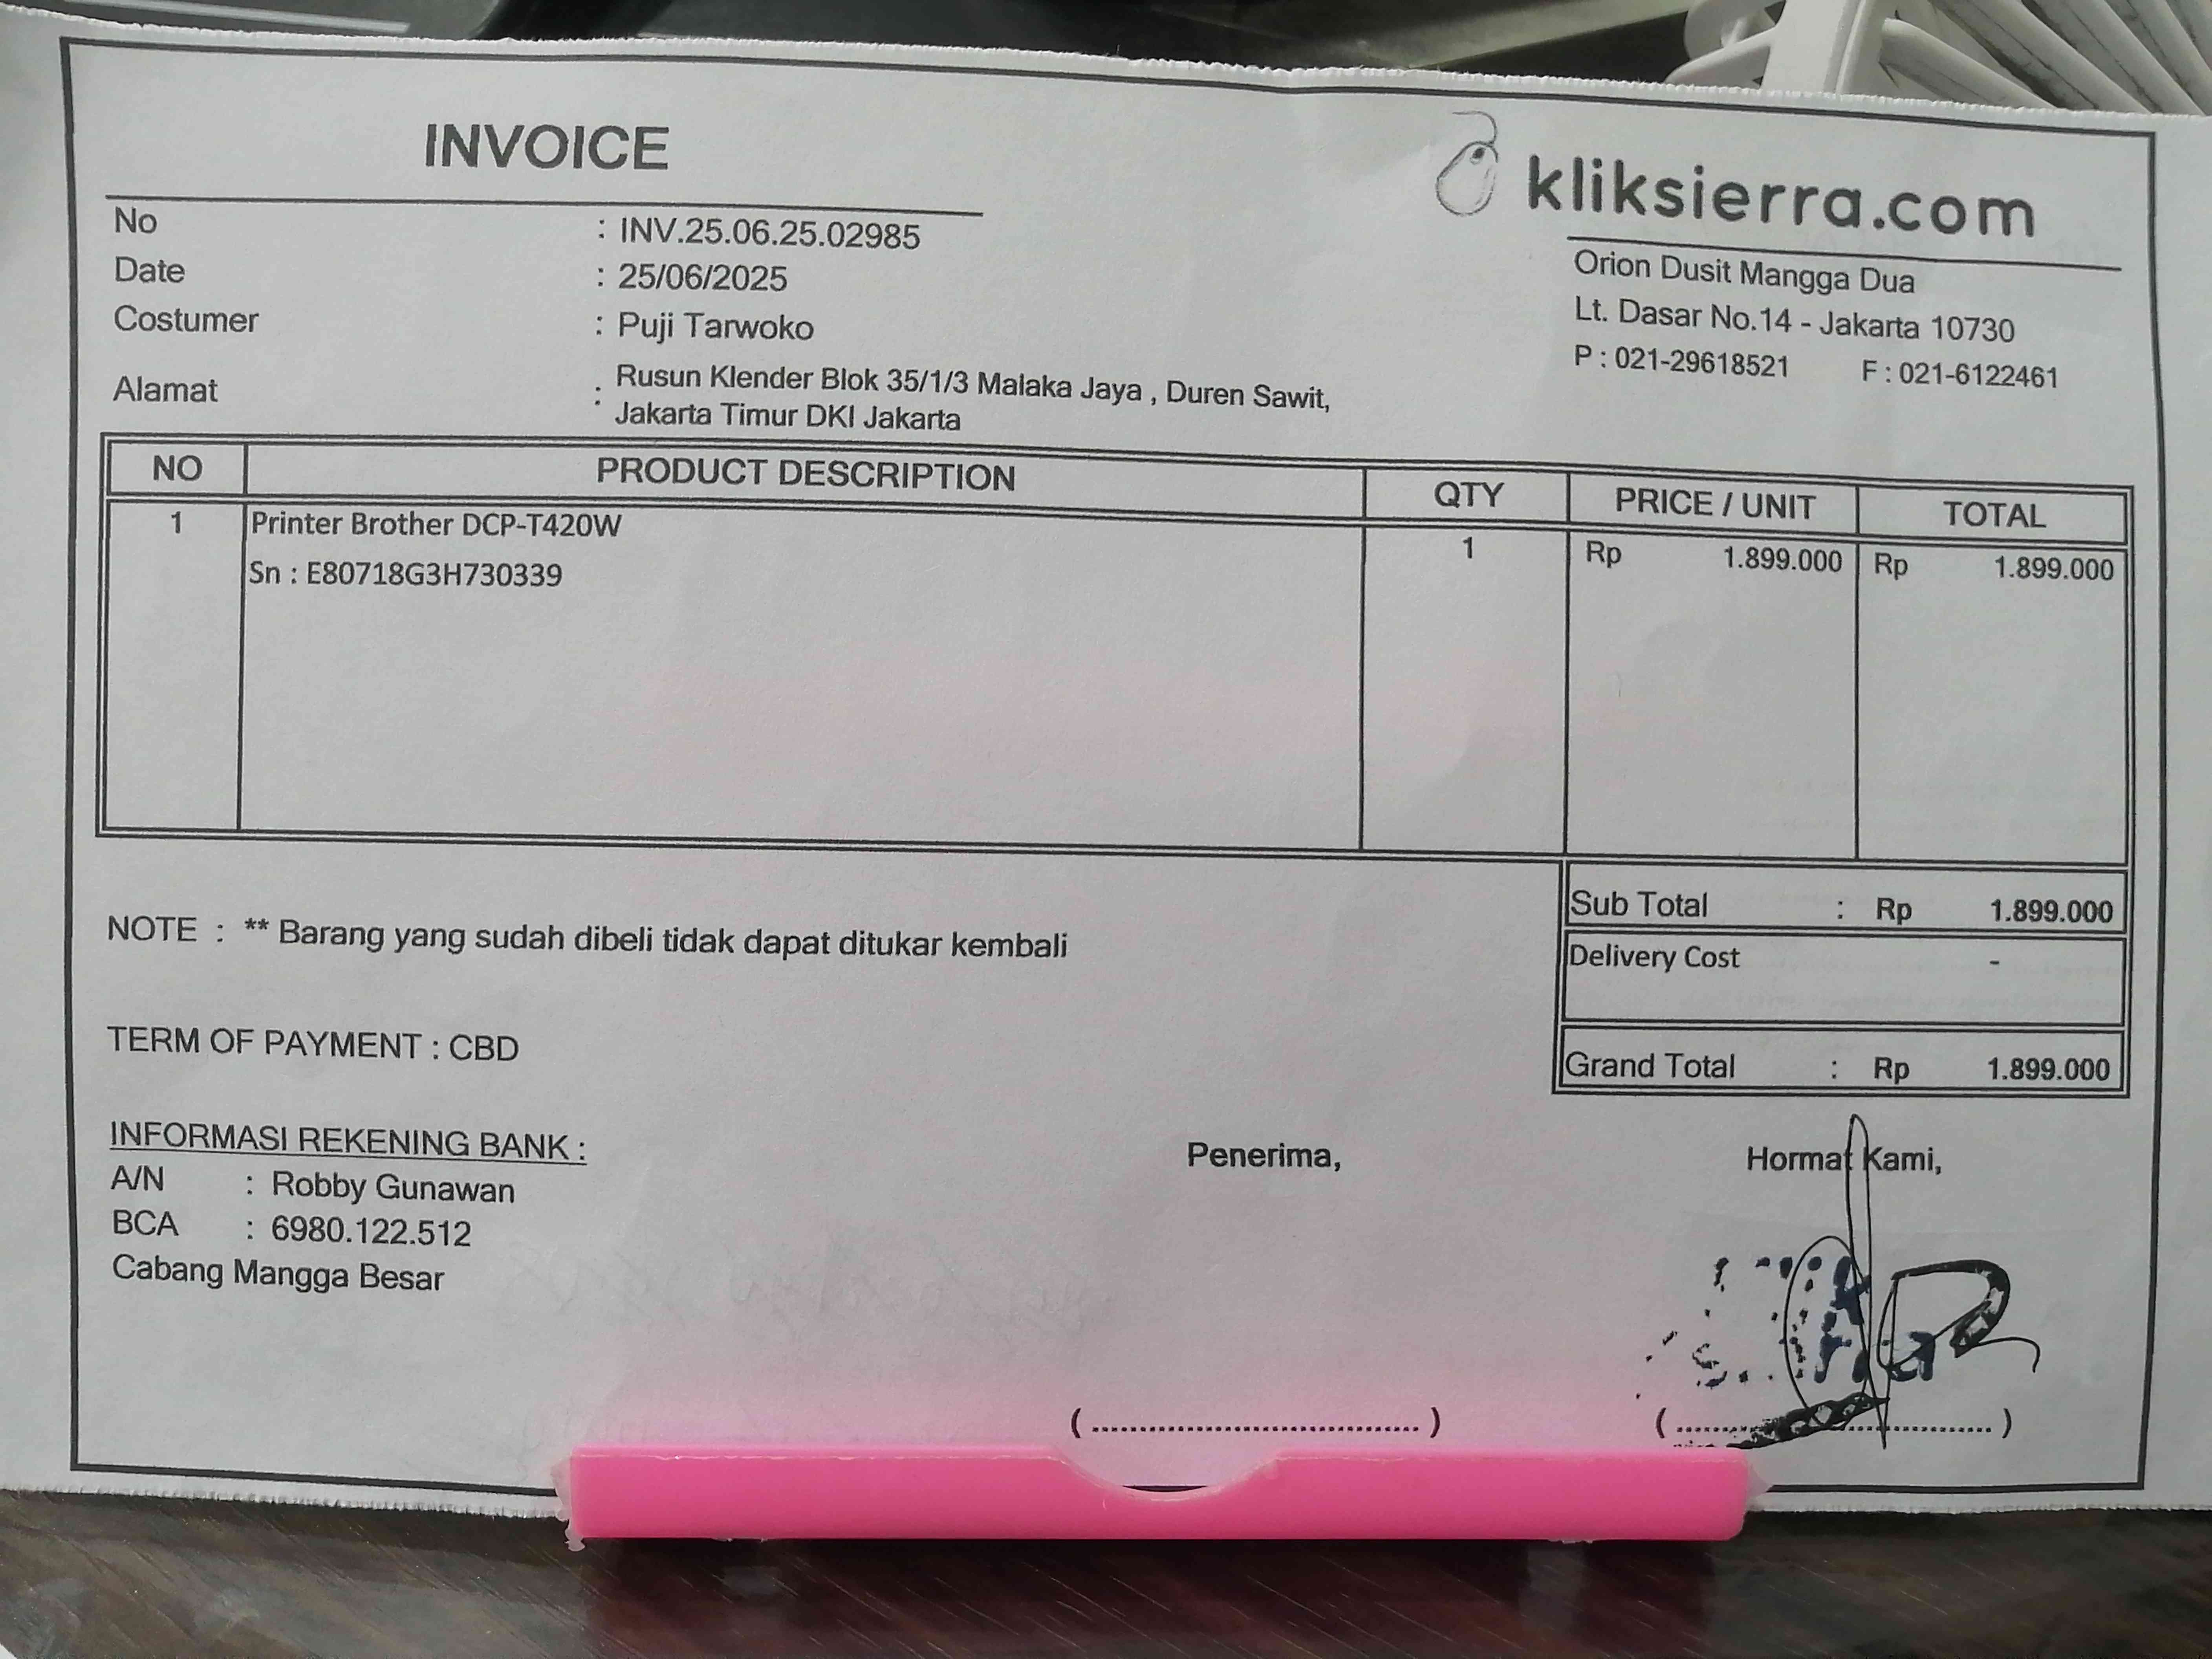 INVOICE
kliksierra.com
Orion Dusit Mangga Dua
Lt. Dasar No.14 - Jakarta 10730
P : 021-29618521 F : 021-6122461
No : INV.25.06.25.02985
Date : 25/06/2025
Costumer : Puji Tarwoko
Alamat : Rusun Klender Blok 35/1/3 Malaka Jaya , Duren Sawit,
Jakarta Timur DKI Jakarta
NO PRODUCT DESCRIPTION QTY PRICE / UNIT TOTAL
1 Printer Brother DCP-T420W 1 Rp 1.899.000 Rp 1.899.000
Sn : E80718G3H730339
Sub Total : Rp 1.899.000
NOTE : ** Barang yang sudah dibeli tidak dapat ditukar kembali
Delivery Cost -
TERM OF PAYMENT : CBD
Grand Total : Rp 1.899.000
INFORMASI REKENING BANK :
A/N : Robby Gunawan
BCA : 6980.122.512
Cabang Mangga Besar
Penerima,
Hormat Kami,
( ................................... ) ( ................................... )